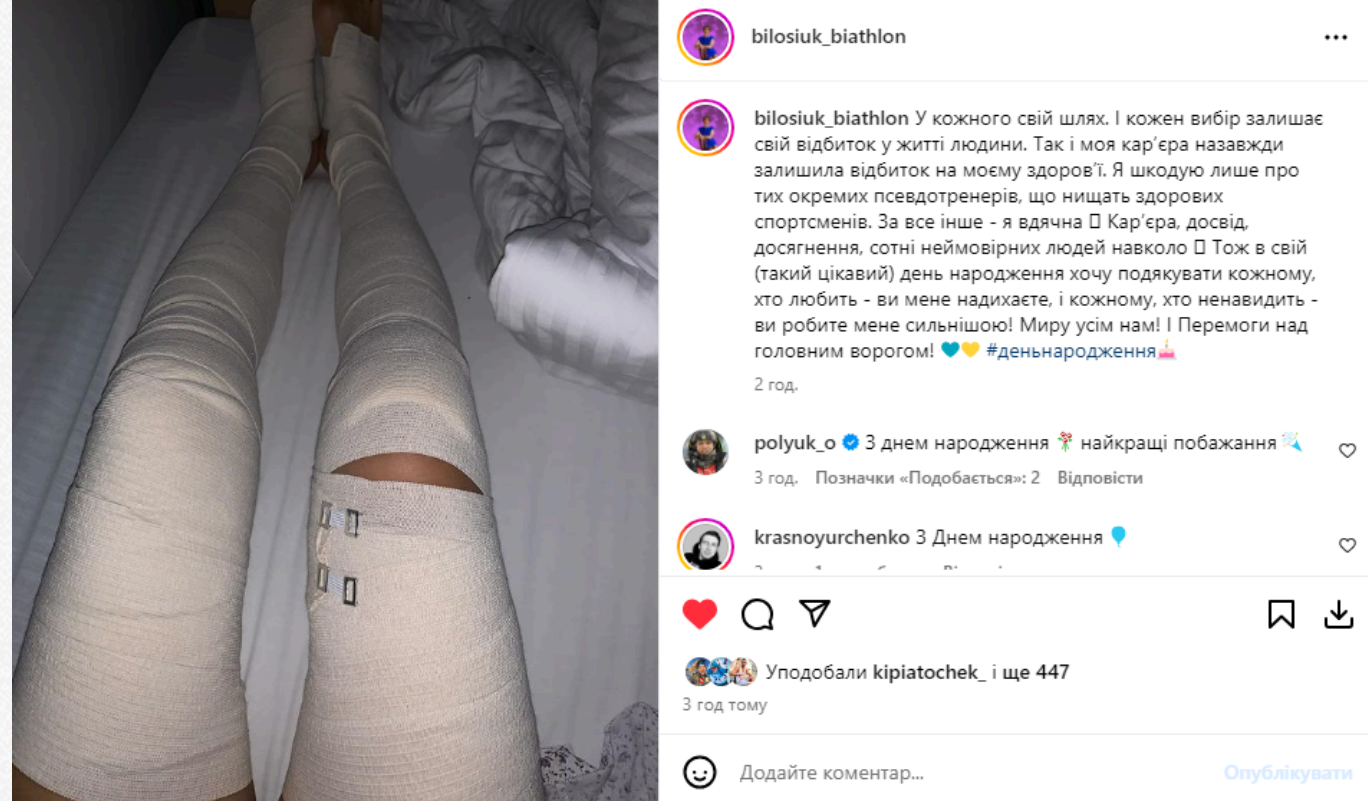 bilosiuk_biathlon
bilosiuk_biathlon У кожного свій шлях. І кожен вибір залишає
свій відбиток у житті людини. Так і моя кар’єра назавжди
залишила відбиток на моєму здоров’ї. Я шкодую лише про
тих окремих псевдотренерів, що нищать здорових
спортсменів. За все інше - я вдячна 🫶 Кар’єра, досвід,
досягнення, сотні неймовірних людей навколо 🫶 Тож в свій
(такий цікавий) день народження хочу подякувати кожному,
хто любить - ви мене надихаєте, і кожному, хто ненавидить -
ви робите мене сильнішою! Миру усім нам! І Перемоги над
головним ворогом! 💙💛 #деньнародження🎂
2 год.
polyuk_o З днем народження 💐 найкращі побажання 🎉
3 год. Позначки «Подобається»: 2 Відповісти
krasnoyurchenko З Днем народження 🎈
Уподобали kipiatochek_ і ще 447
3 год тому
Додайте коментар...
Опублікувати